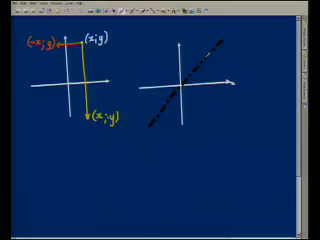 (-x; y)
(x; y)
(x; -y)